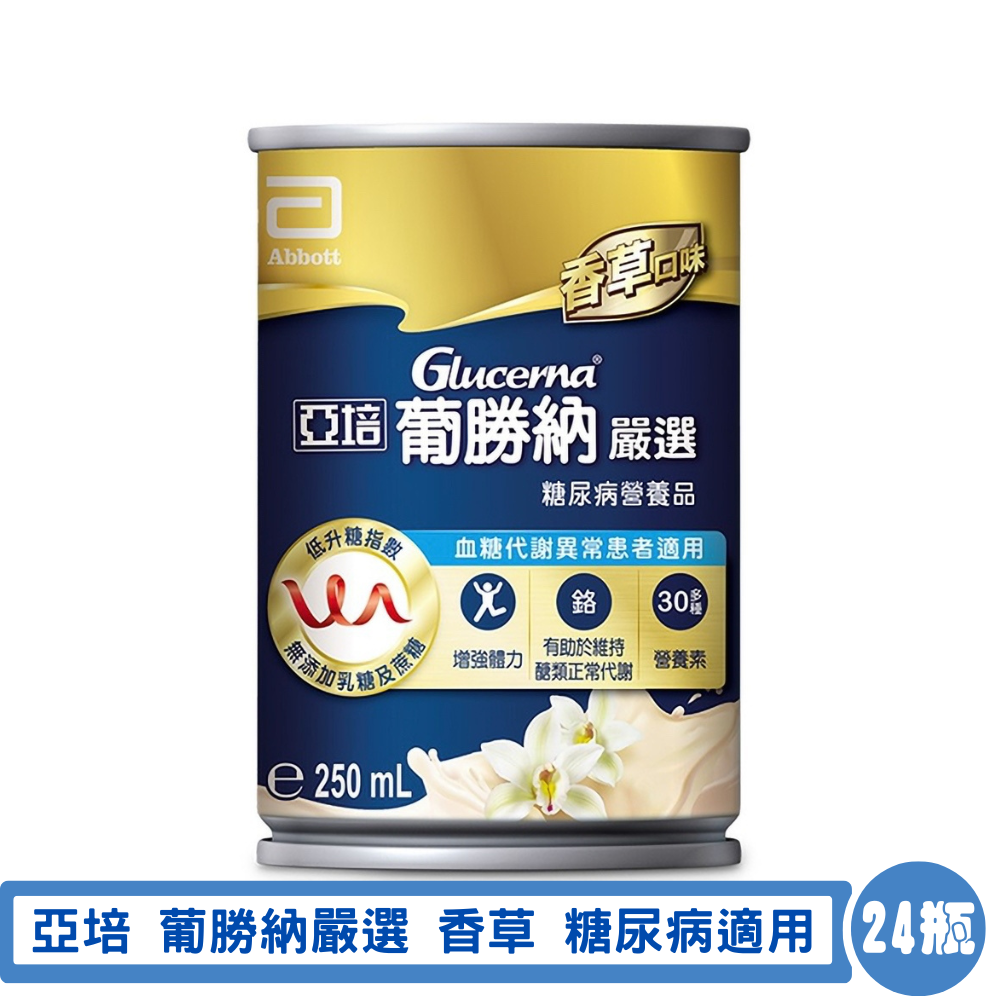 Abbott
香草口味
Glucerna®
亞培 葡勝納 嚴選
糖尿病營養品
低升糖指數
無添加乳糖及蔗糖
血糖代謝異常患者適用
增強體力
鉻
有助於維持
醣類正常代謝
30多種
營養素
e 250 mL
亞培 葡勝納嚴選 香草 糖尿病適用
24瓶